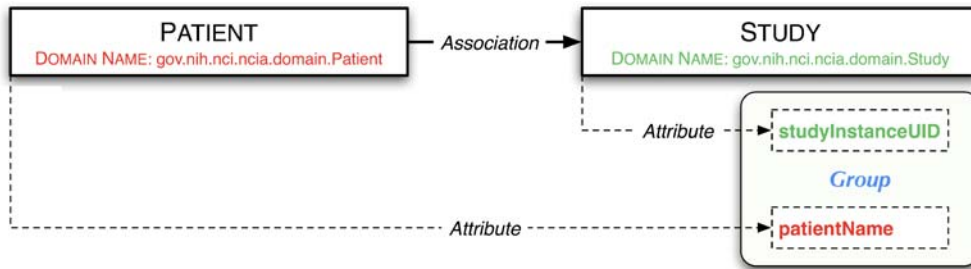 PATIENT
DOMAIN NAME: gov.nih.nci.ncia.domain.Patient
Association
STUDY
DOMAIN NAME: gov.nih.nci.ncia.domain.Study
Attribute
studyInstanceUID
Group
Attribute
patientName